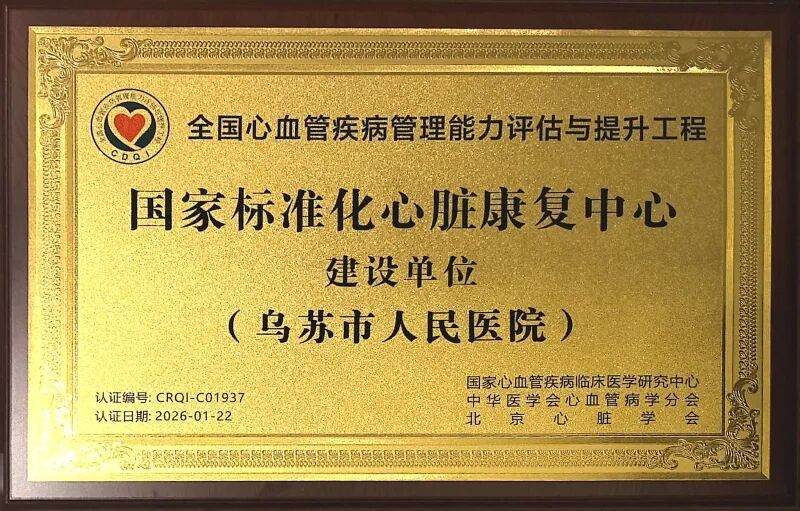 CDQI
全国心血管疾病管理能力评估与提升工程
国家标准化心脏康复中心
建设单位
（乌苏市人民医院）
认证编号: CRQI-C01937
认证日期: 2026-01-22
国家心血管疾病临床医学研究中心
中华医学会心血管病学分会
北京心脏学会